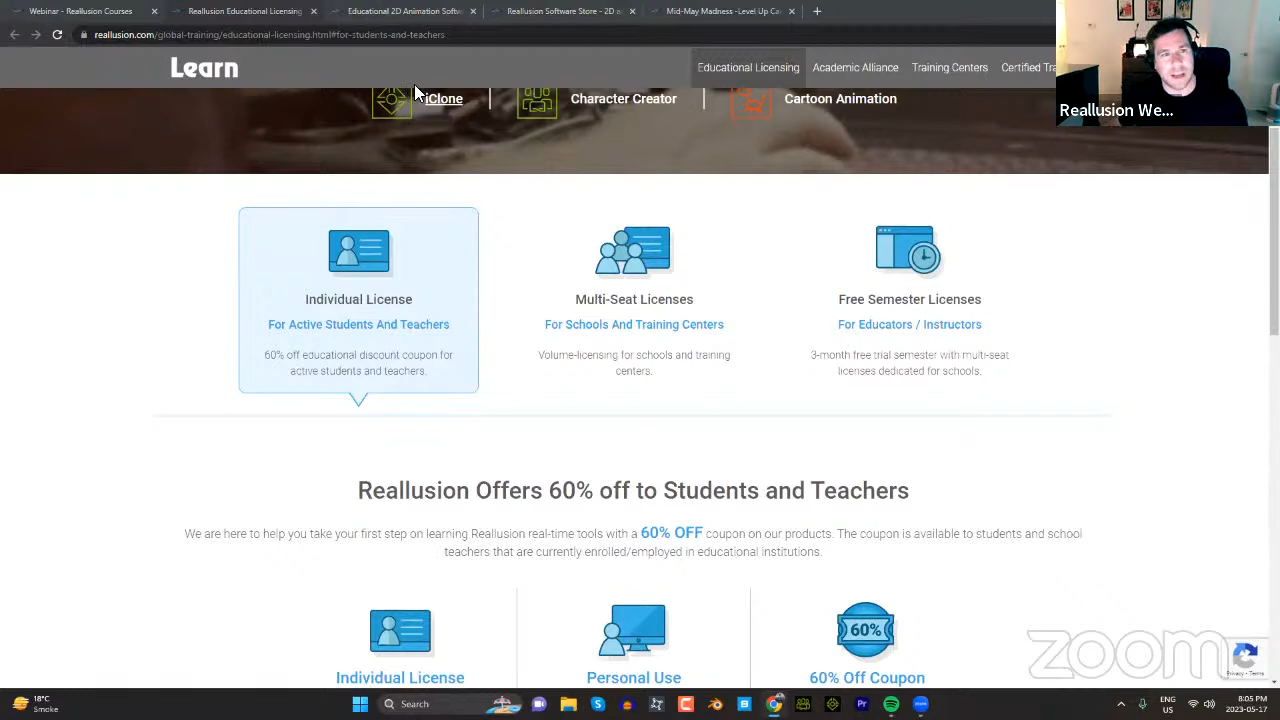 Webinar - Reallusion Courses
Reallusion Educational Licensing
Educational 2D Animation Softw
Reallusion Software Store - 2D a
Mid-May Madness -Level Up Ca
reallusion.com/global-training/educational-licensing.html#for-students-and-teachers
Learn
Educational Licensing
Academic Alliance
Training Centers
Certified Tra
iClone
Character Creator
Cartoon Animation
Reallusion We...
Individual License
For Active Students And Teachers
60% off educational discount coupon for
active students and teachers.
Multi-Seat Licenses
For Schools And Training Centers
Volume-licensing for schools and training
centers.
Free Semester Licenses
For Educators / Instructors
3-month free trial semester with multi-seat
licenses dedicated for schools.
Reallusion Offers 60% off to Students and Teachers
We are here to help you take your first step on learning Reallusion real-time tools with a 60% OFF coupon on our products. The coupon is available to students and school
teachers that are currently enrolled/employed in educational institutions.
60%
Individual License
Personal Use
60% Off Coupon
zoom
Privacy - Terms
18°C
Smoke
Search
ENG
US
8:05 PM
2023-05-17